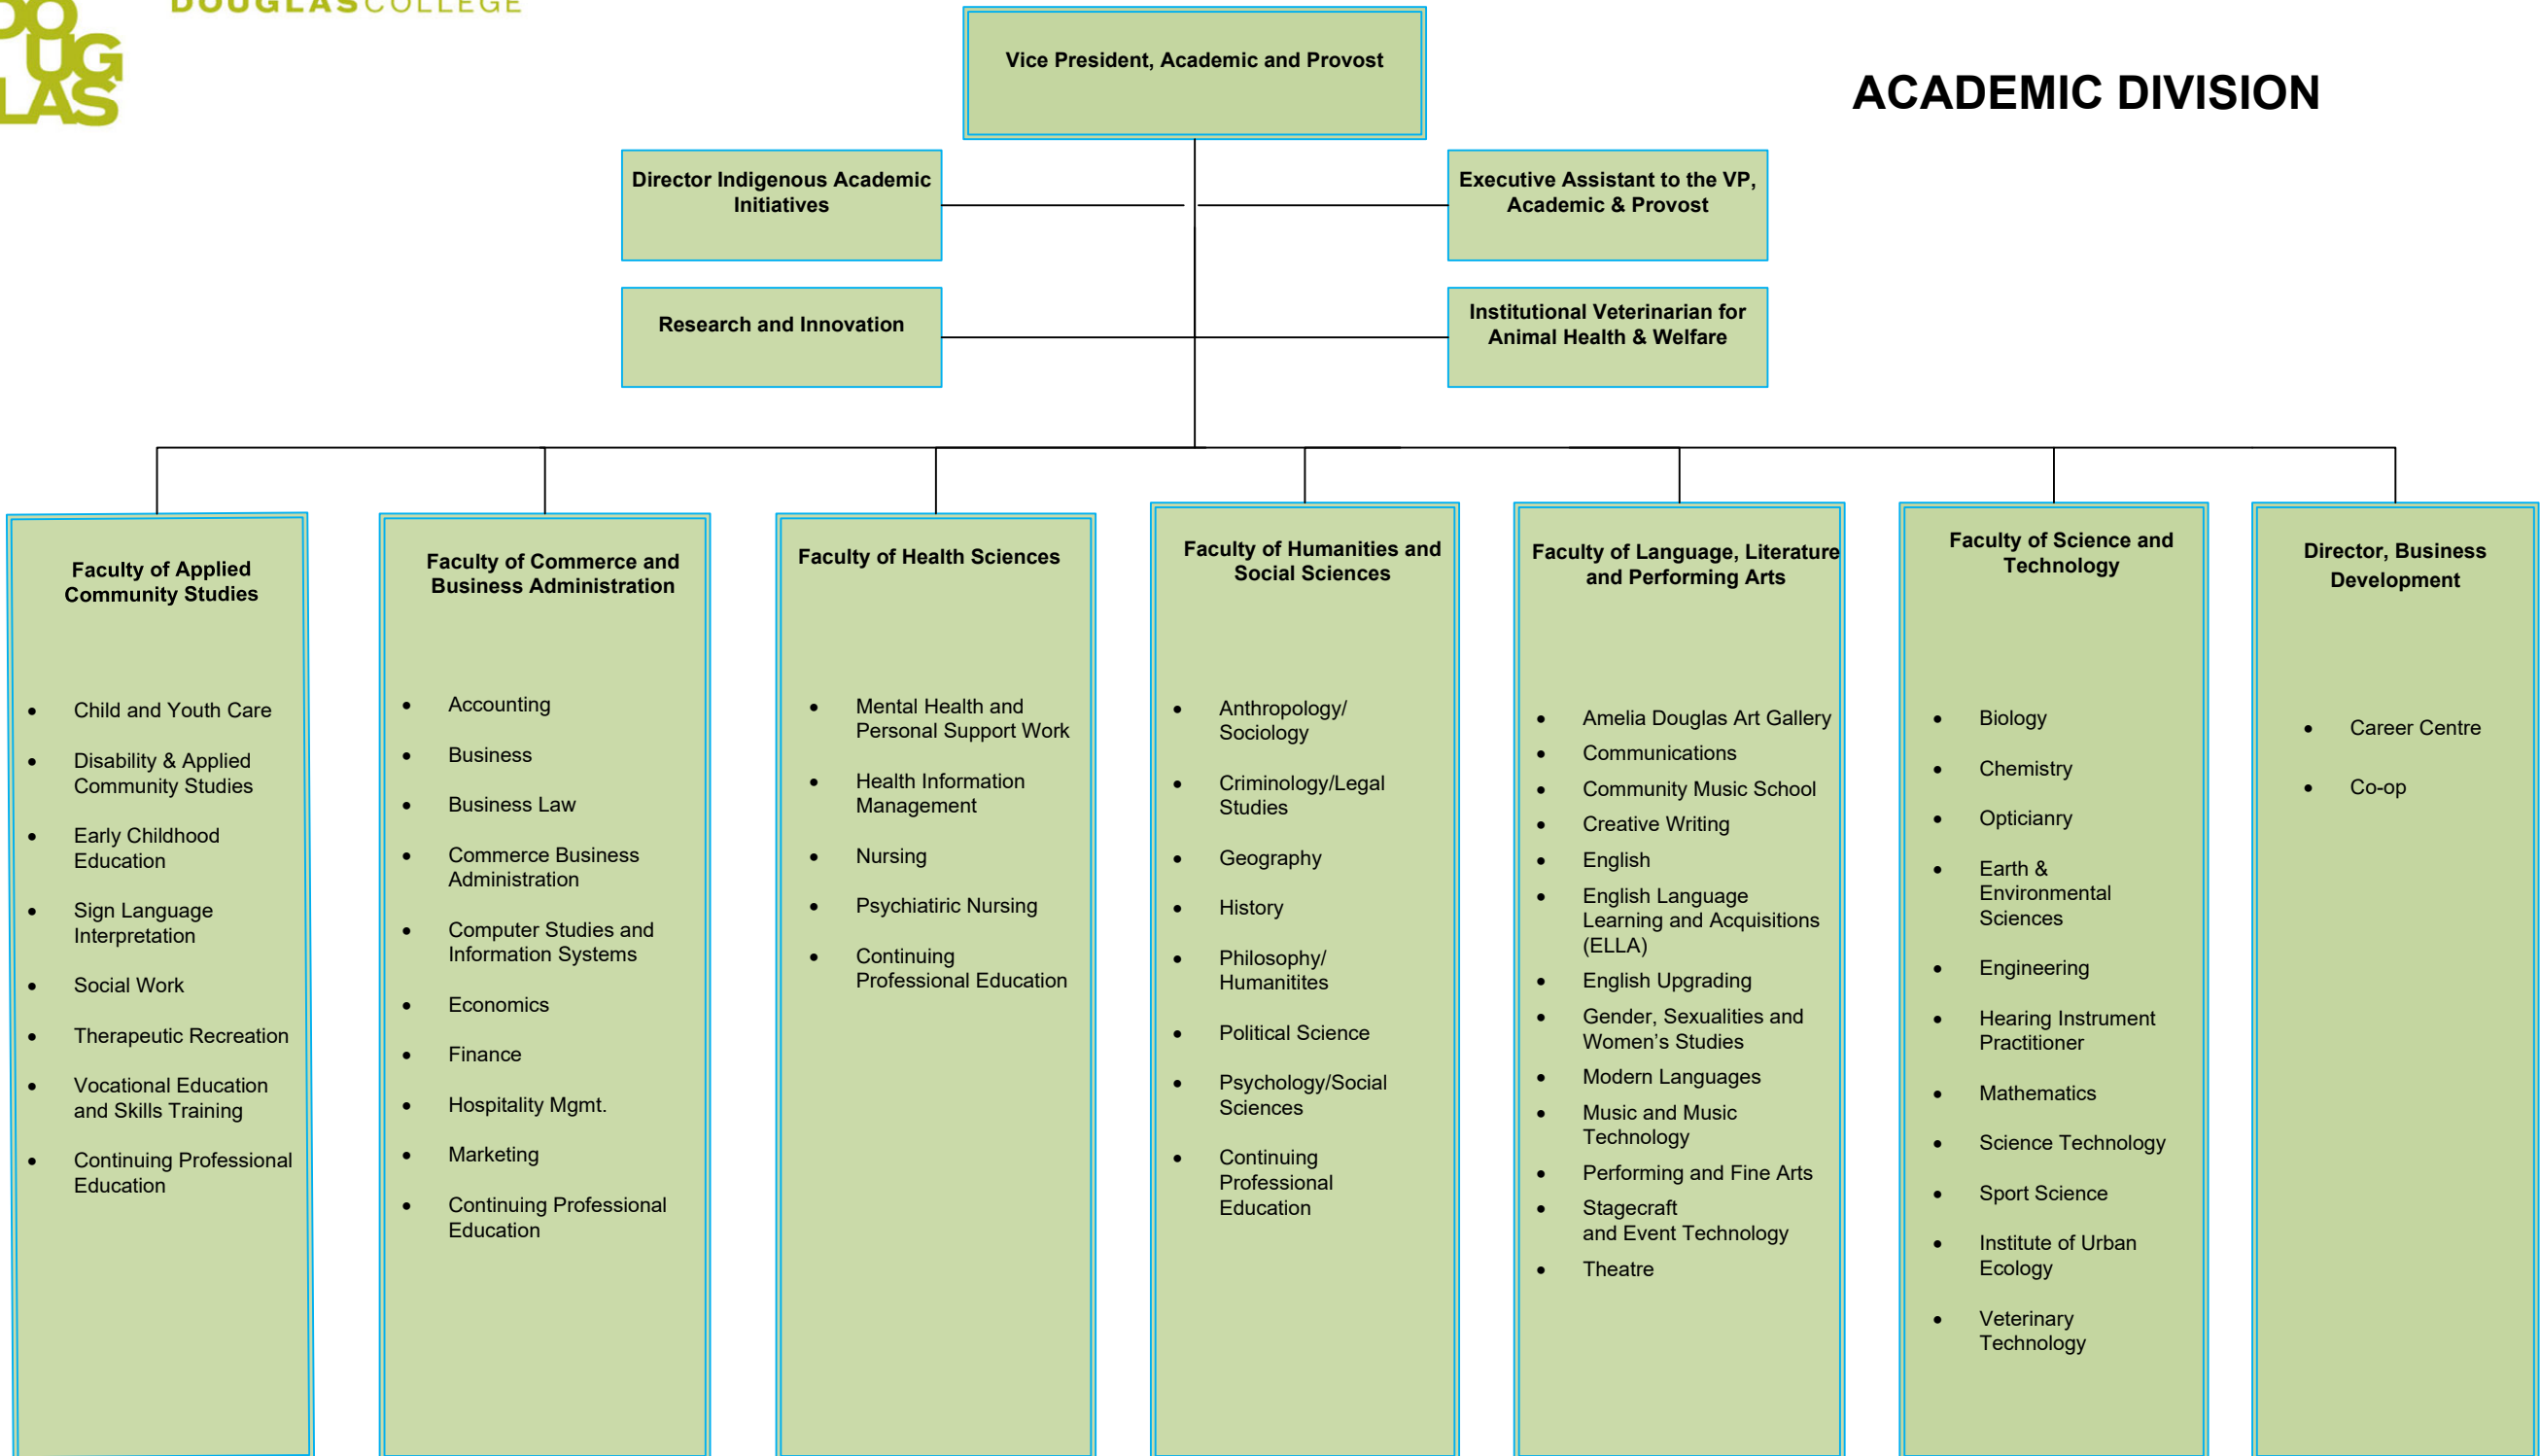 DOUGLASCOLLEGE
DO
UG
LAS
ACADEMIC DIVISION
Vice President, Academic and Provost
Director Indigenous Academic
Initiatives
Executive Assistant to the VP,
Academic & Provost
Research and Innovation
Institutional Veterinarian for
Animal Health & Welfare
Faculty of Applied
Community Studies
• Child and Youth Care
• Disability & Applied
Community Studies
• Early Childhood
Education
• Sign Language
Interpretation
• Social Work
• Therapeutic Recreation
• Vocational Education
and Skills Training
• Continuing Professional
Education
Faculty of Commerce and
Business Administration
• Accounting
• Business
• Business Law
• Commerce Business
Administration
• Computer Studies and
Information Systems
• Economics
• Finance
• Hospitality Mgmt.
• Marketing
• Continuing Professional
Education
Faculty of Health Sciences
• Mental Health and
Personal Support Work
• Health Information
Management
• Nursing
• Psychiatiric Nursing
• Continuing
Professional Education
Faculty of Humanities and
Social Sciences
• Anthropology/
Sociology
• Criminology/Legal
Studies
• Geography
• History
• Philosophy/
Humanitites
• Political Science
• Psychology/Social
Sciences
• Continuing
Professional
Education
Faculty of Language, Literature
and Performing Arts
• Amelia Douglas Art Gallery
• Communications
• Community Music School
• Creative Writing
• English
• English Language
Learning and Acquisitions
(ELLA)
• English Upgrading
• Gender, Sexualities and
Women’s Studies
• Modern Languages
• Music and Music
Technology
• Performing and Fine Arts
• Stagecraft
and Event Technology
• Theatre
Faculty of Science and
Technology
• Biology
• Chemistry
• Opticianry
• Earth &
Environmental
Sciences
• Engineering
• Hearing Instrument
Practitioner
• Mathematics
• Science Technology
• Sport Science
• Institute of Urban
Ecology
• Veterinary
Technology
Director, Business
Development
• Career Centre
• Co-op